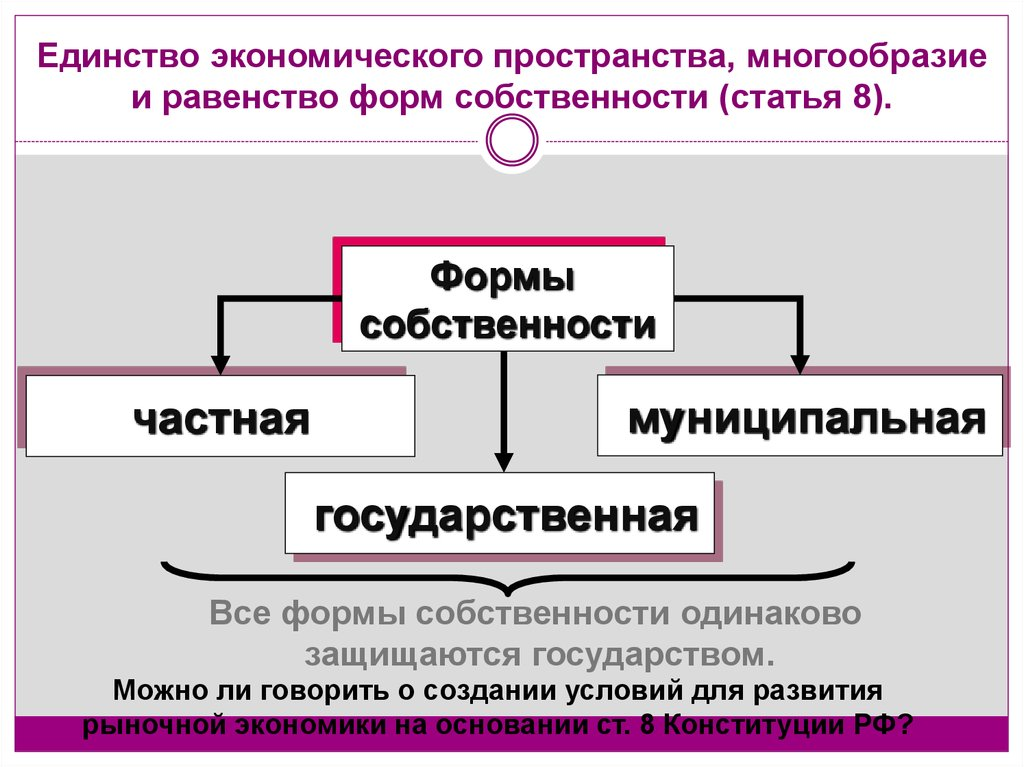 Единство экономического пространства, многообразие
и равенство форм собственности (статья 8).
Формы
собственности
частная
муниципальная
государственная
Все формы собственности одинаково
защищаются государством.
Можно ли говорить о создании условий для развития
рыночной экономики на основании ст. 8 Конституции РФ?